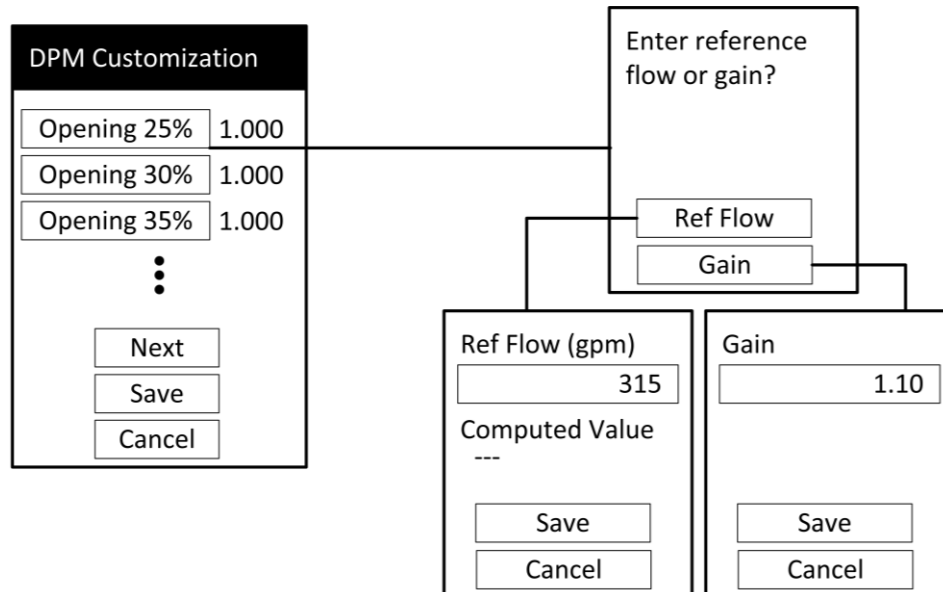 DPM Customization
Opening 25% 1.000
Opening 30% 1.000
Opening 35% 1.000
Next
Save
Cancel
Enter reference
flow or gain?
Ref Flow
Gain
Ref Flow (gpm)
315
Computed Value
---
Save
Cancel
Gain
1.10
Save
Cancel